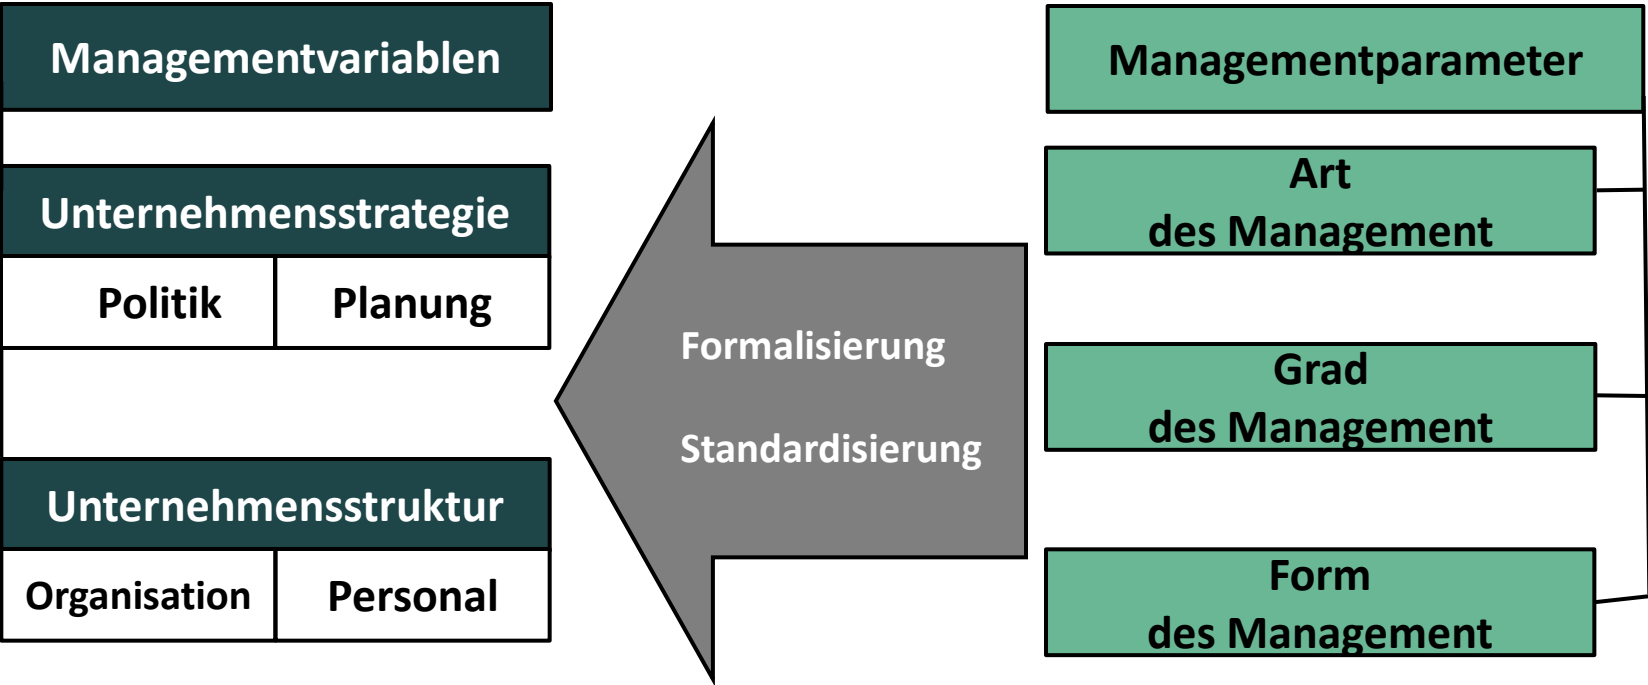 Managementvariablen
Unternehmensstrategie
Politik
Planung
Unternehmensstruktur
Organisation
Personal
Formalisierung
Standardisierung
Managementparameter
Art
des Management
Grad
des Management
Form
des Management